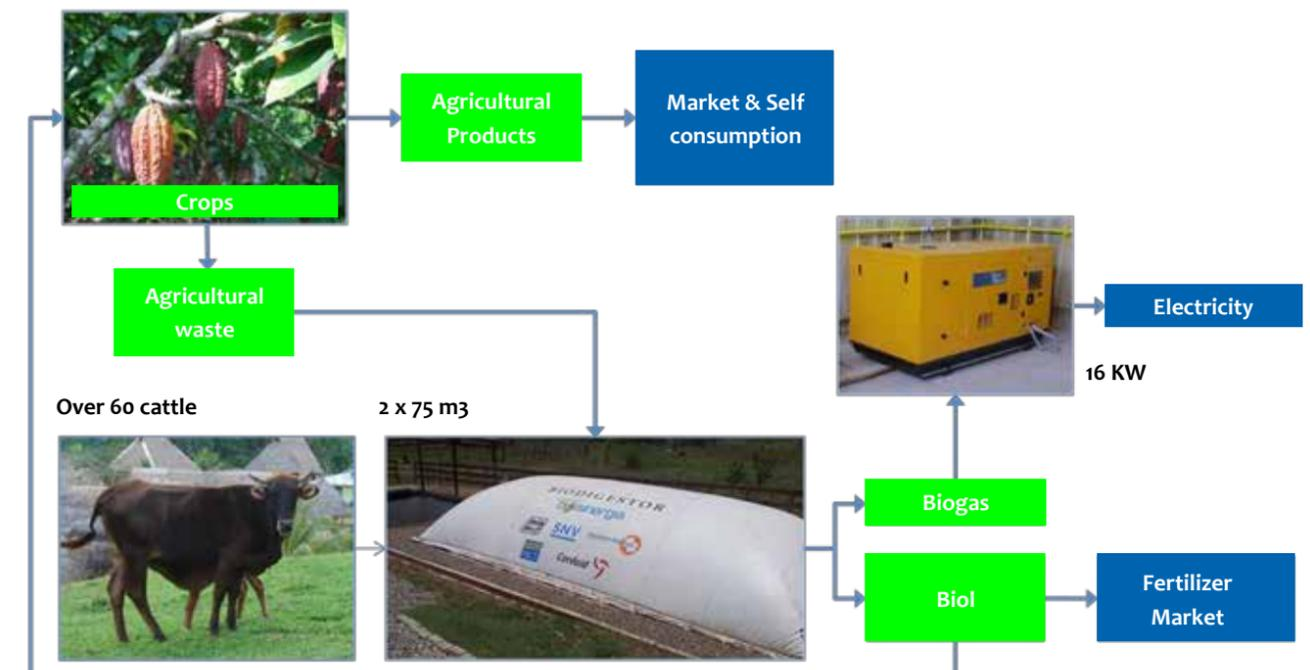 Agricultural
Products
Market & Self
consumption
Crops
Agricultural
waste
Electricity
16 KW
Over 60 cattle
2 x 75 m3
BIODIGESTOR
SNV
Cordaid
Biogas
Biol
Fertilizer
Market